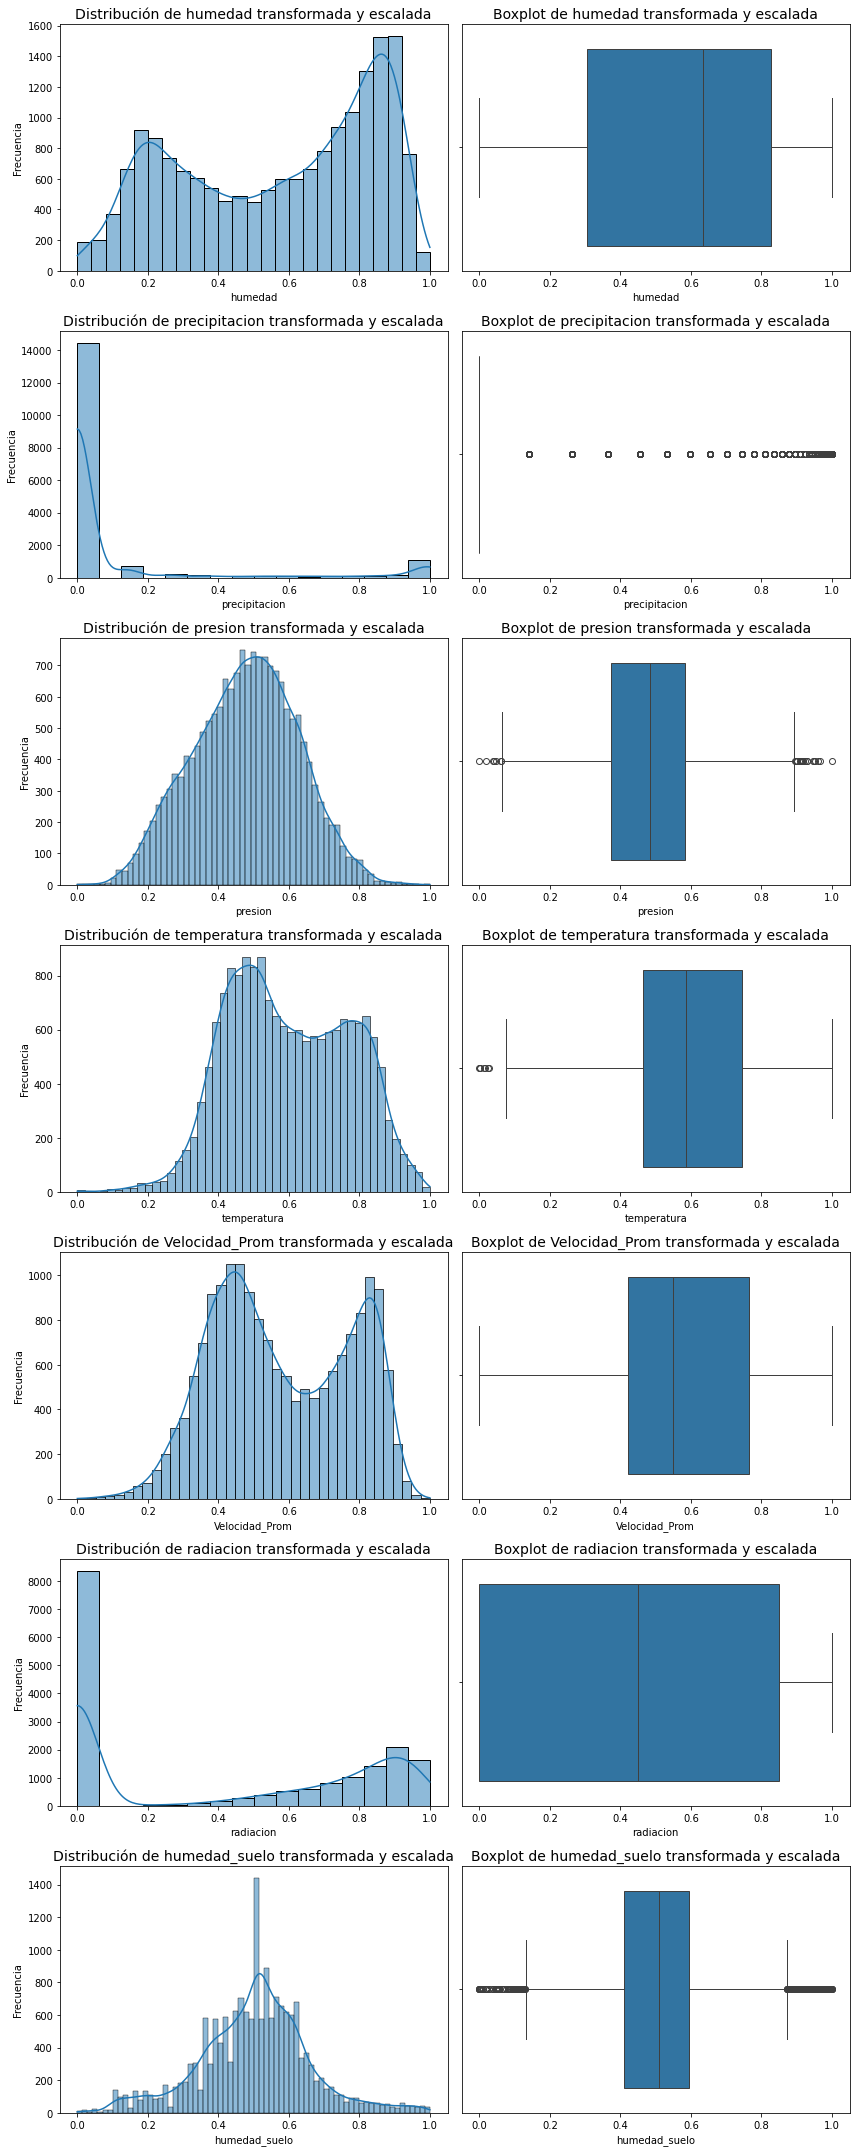 Distribución de humedad transformada y escalada
Boxplot de humedad transformada y escalada
1600
1400
1200
1000
800
600
400
200
0
Frecuencia
0.0 0.2 0.4 0.6 0.8 1.0
humedad
0.0 0.2 0.4 0.6 0.8 1.0
humedad
Distribución de precipitacion transformada y escalada
Boxplot de precipitacion transformada y escalada
14000
12000
10000
8000
6000
4000
2000
0
Frecuencia
0.0 0.2 0.4 0.6 0.8 1.0
precipitacion
0.0 0.2 0.4 0.6 0.8 1.0
precipitacion
Distribución de presion transformada y escalada
Boxplot de presion transformada y escalada
700
600
500
400
300
200
100
0
Frecuencia
0.0 0.2 0.4 0.6 0.8 1.0
presion
0.0 0.2 0.4 0.6 0.8 1.0
presion
Distribución de temperatura transformada y escalada
Boxplot de temperatura transformada y escalada
800
600
400
200
0
Frecuencia
0.0 0.2 0.4 0.6 0.8 1.0
temperatura
0.0 0.2 0.4 0.6 0.8 1.0
temperatura
Distribución de Velocidad_Prom transformada y escalada
Boxplot de Velocidad_Prom transformada y escalada
1000
800
600
400
200
0
Frecuencia
0.0 0.2 0.4 0.6 0.8 1.0
Velocidad_Prom
0.0 0.2 0.4 0.6 0.8 1.0
Velocidad_Prom
Distribución de radiacion transformada y escalada
Boxplot de radiacion transformada y escalada
8000
7000
6000
5000
4000
3000
2000
1000
0
Frecuencia
0.0 0.2 0.4 0.6 0.8 1.0
radiacion
0.0 0.2 0.4 0.6 0.8 1.0
radiacion
Distribución de humedad_suelo transformada y escalada
Boxplot de humedad_suelo transformada y escalada
1400
1200
1000
800
600
400
200
0
Frecuencia
0.0 0.2 0.4 0.6 0.8 1.0
humedad_suelo
0.0 0.2 0.4 0.6 0.8 1.0
humedad_suelo